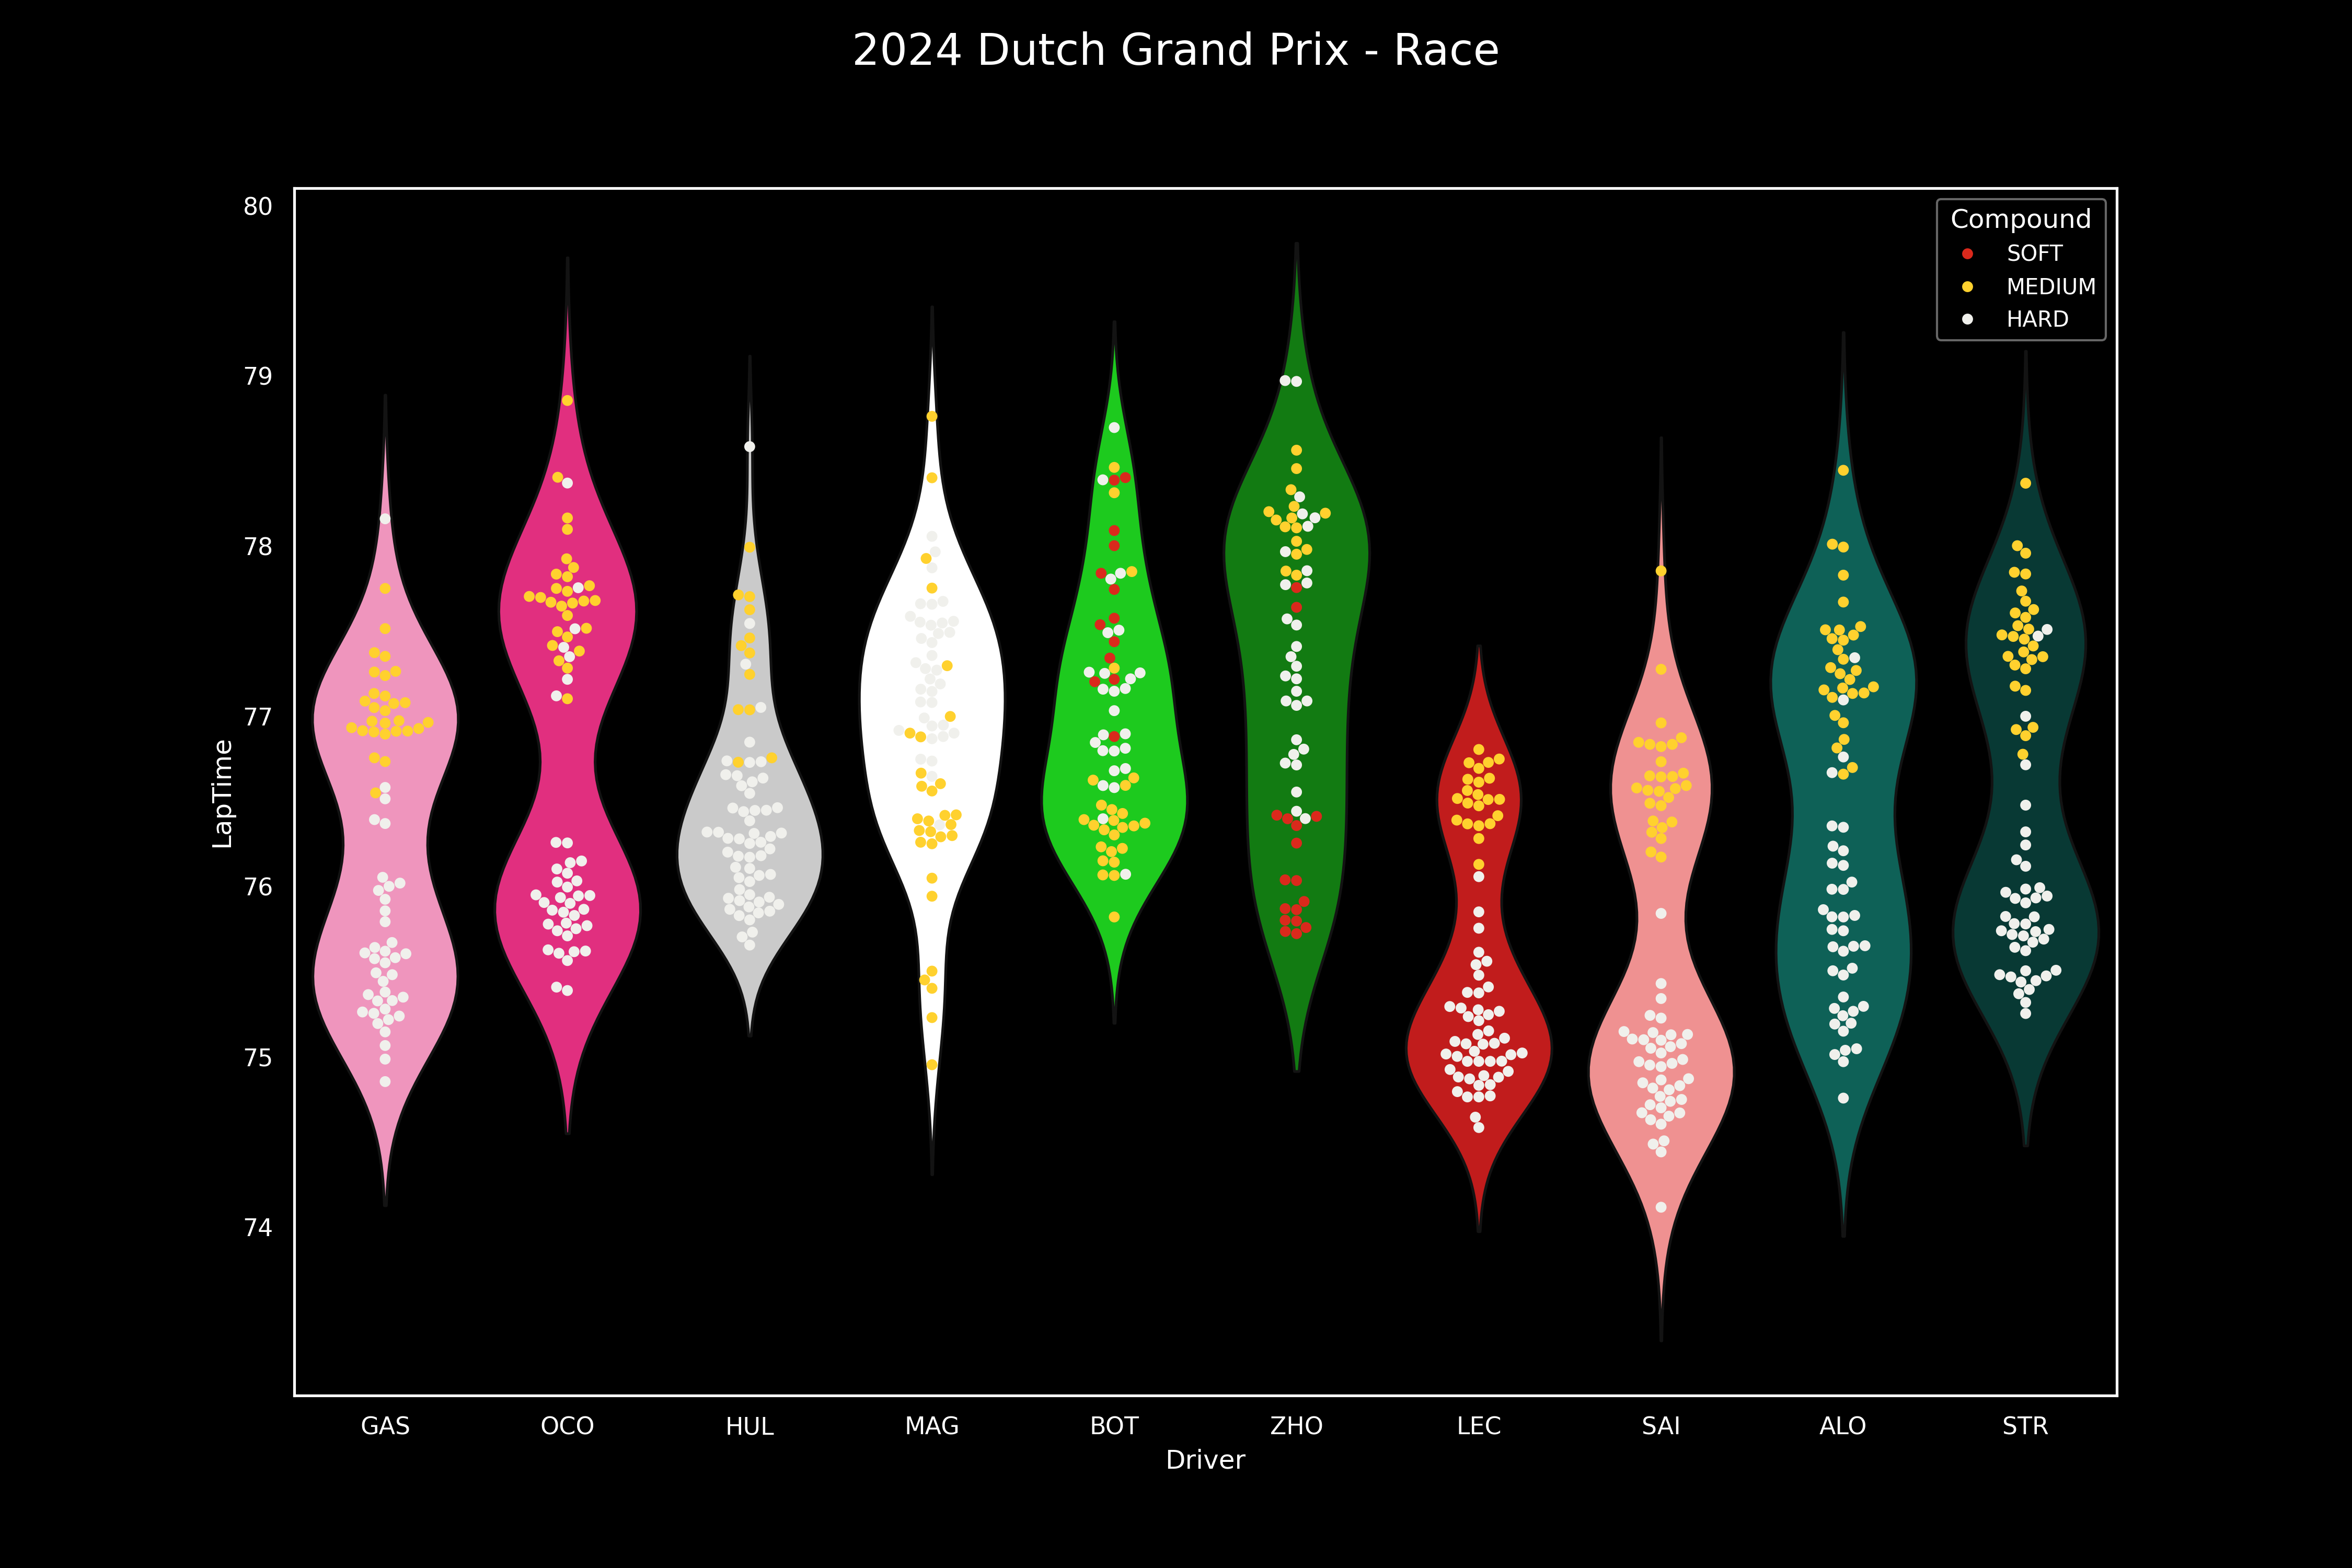 2024 Dutch Grand Prix - Race
80
79
78
77
76
75
74
LapTime
Compound
SOFT
MEDIUM
HARD
GAS OCO HUL MAG BOT ZHO LEC SAI ALO STR
Driver